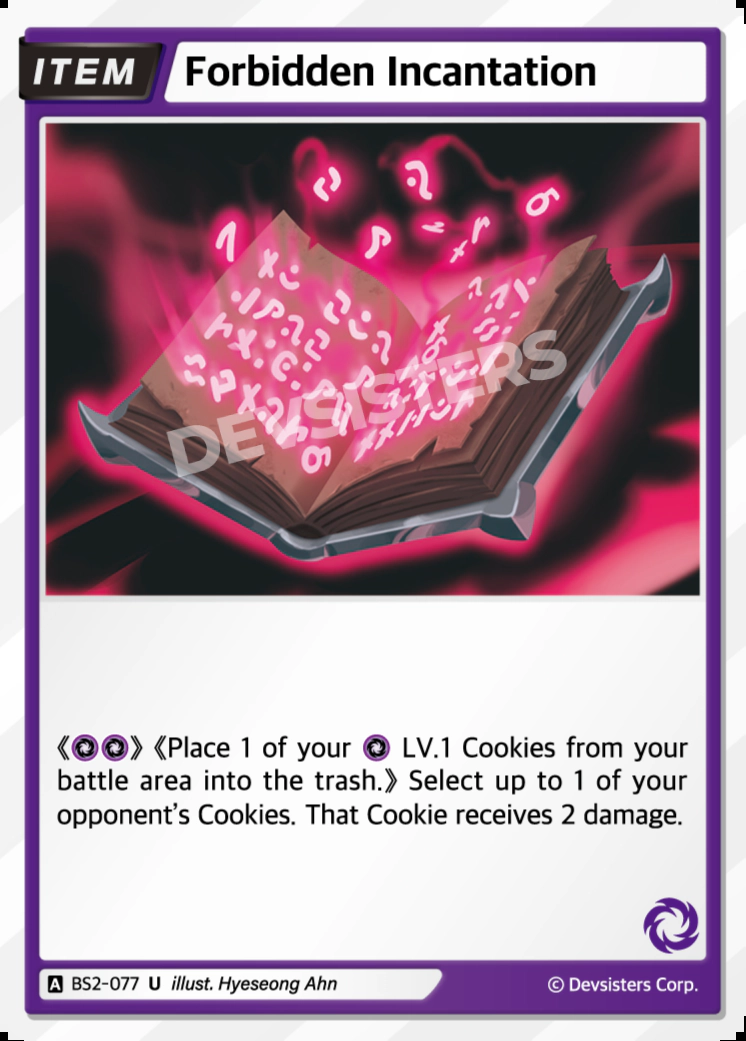 ITEM
Forbidden Incantation
DEVSISTERS
《》 《Place 1 of your LV.1 Cookies from your
battle area into the trash.》 Select up to 1 of your
opponent’s Cookies. That Cookie receives 2 damage.
A BS2-077 U illust. Hyeseong Ahn
© Devsisters Corp.